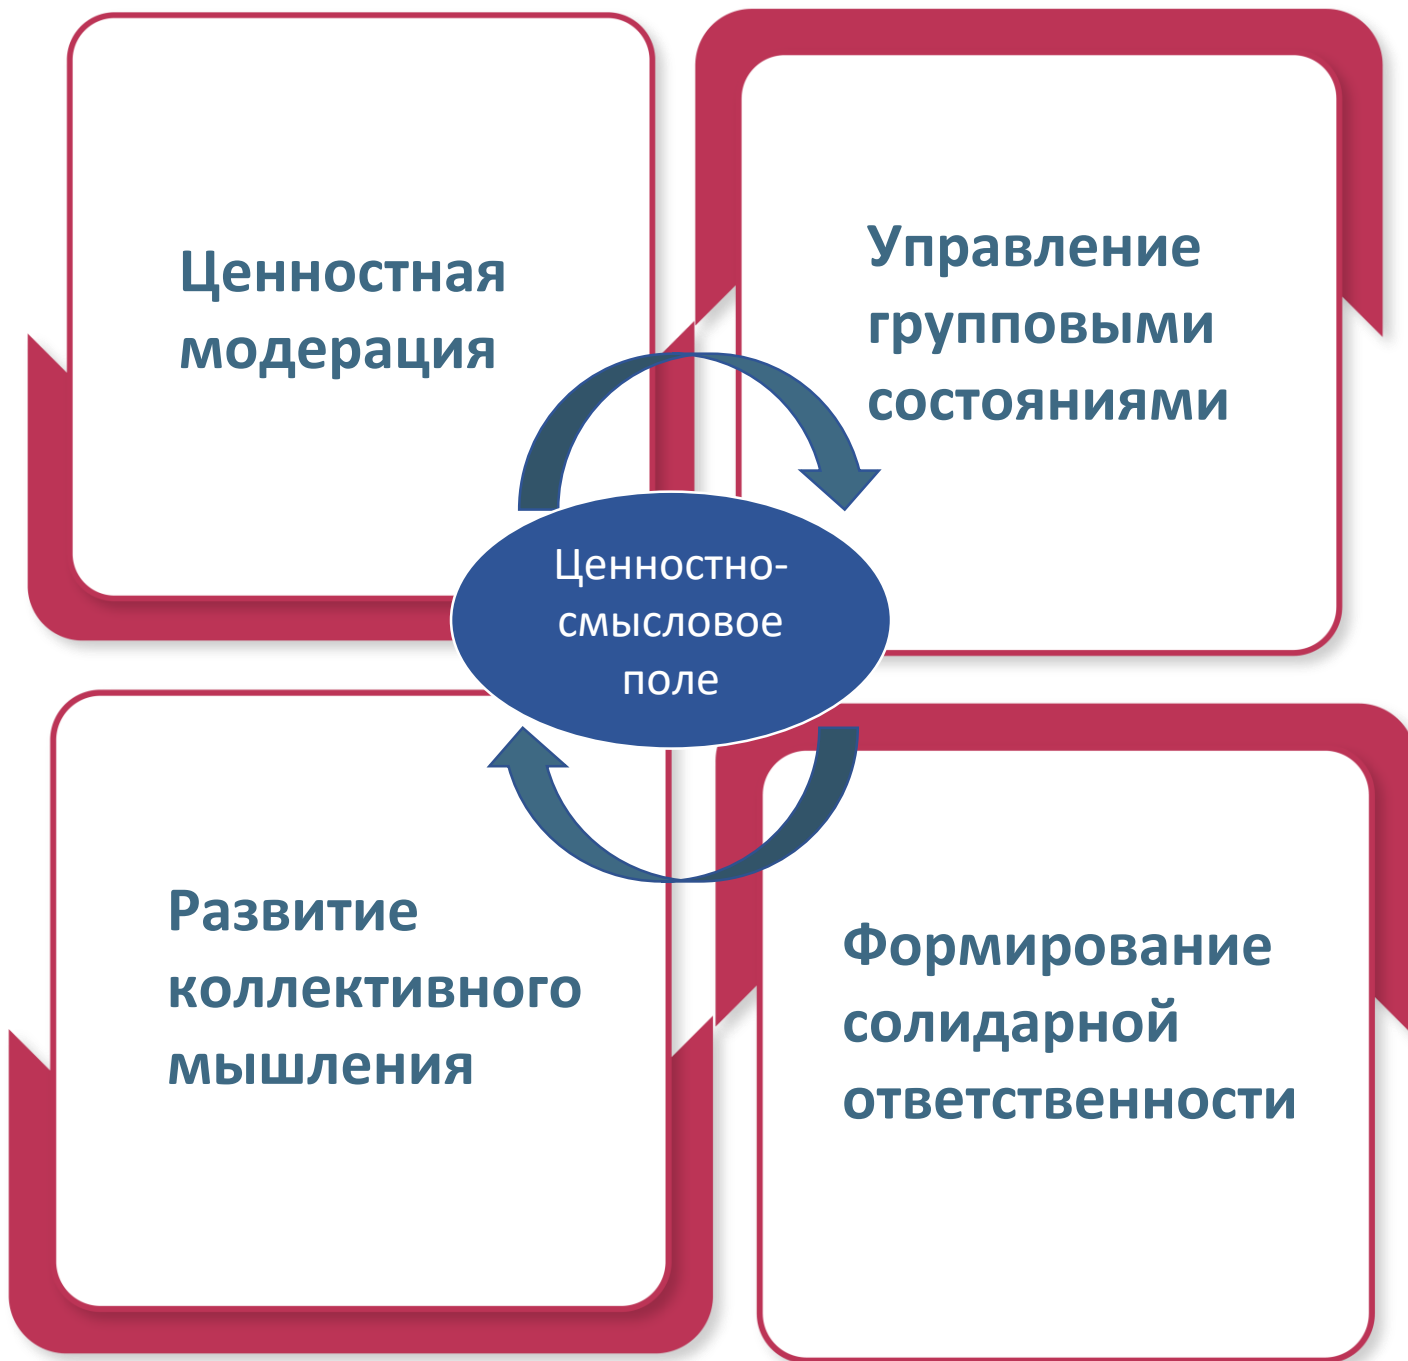 Ценностная
модерация
Управление
групповыми
состояниями
Ценностно-
смысловое
поле
Развитие
коллективного
мышления
Формирование
солидарной
ответственности